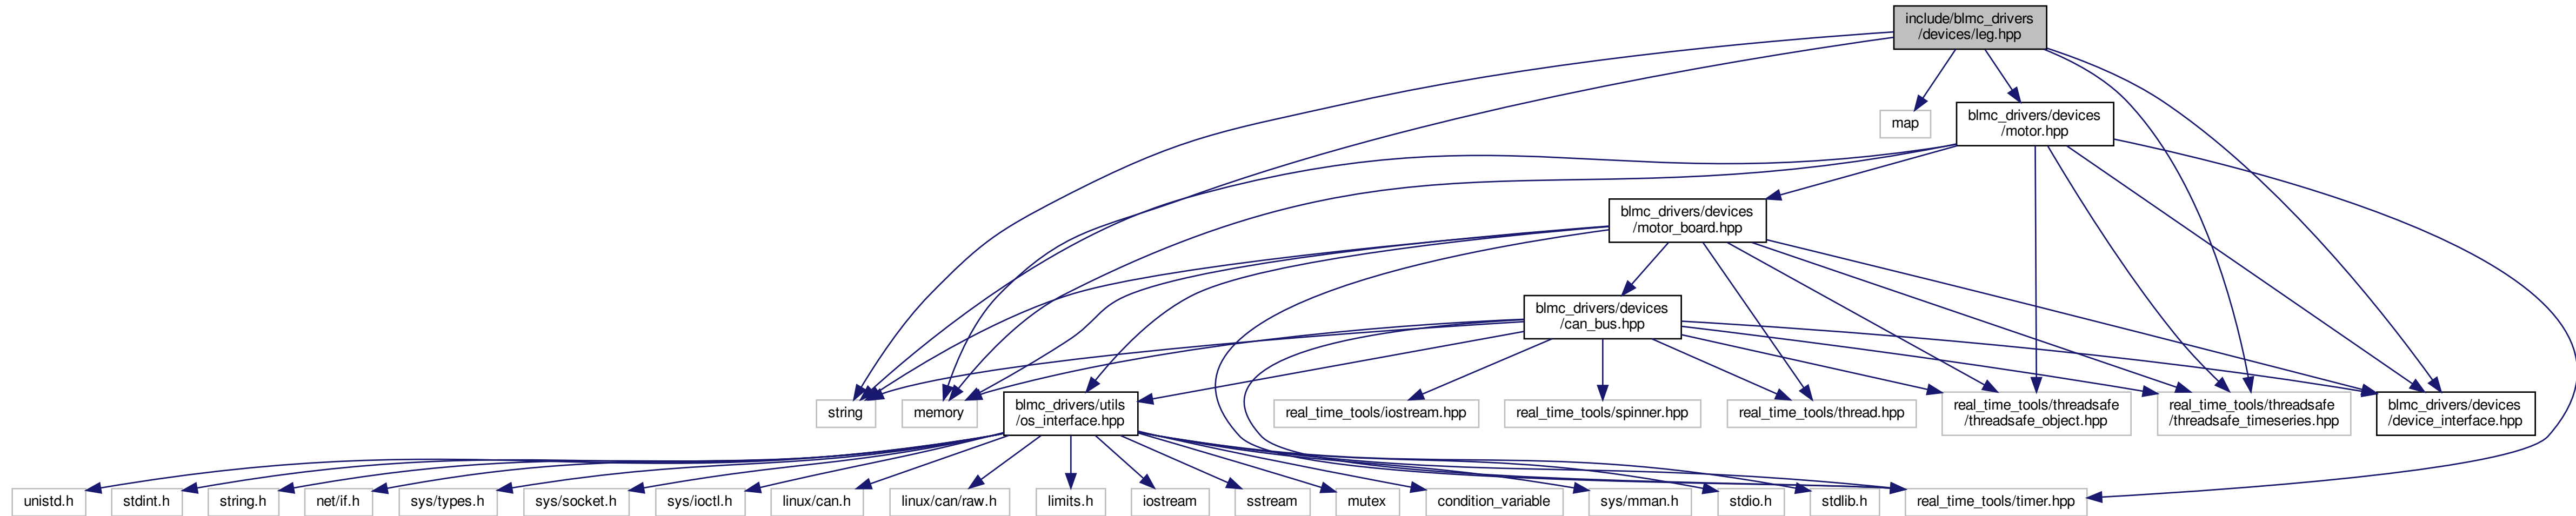 include/blmc_drivers
/devices/leg.hpp
map
blmc_drivers/devices
/motor.hpp
blmc_drivers/devices
/motor_board.hpp
blmc_drivers/devices
/can_bus.hpp
string
memory
blmc_drivers/utils
/os_interface.hpp
real_time_tools/iostream.hpp
real_time_tools/spinner.hpp
real_time_tools/thread.hpp
real_time_tools/threadsafe
/threadsafe_object.hpp
real_time_tools/threadsafe
/threadsafe_timeseries.hpp
blmc_drivers/devices
/device_interface.hpp
unistd.h
stdint.h
string.h
net/if.h
sys/types.h
sys/socket.h
sys/ioctl.h
linux/can.h
linux/can/raw.h
limits.h
iostream
sstream
mutex
condition_variable
sys/mman.h
stdio.h
stdlib.h
real_time_tools/timer.hpp